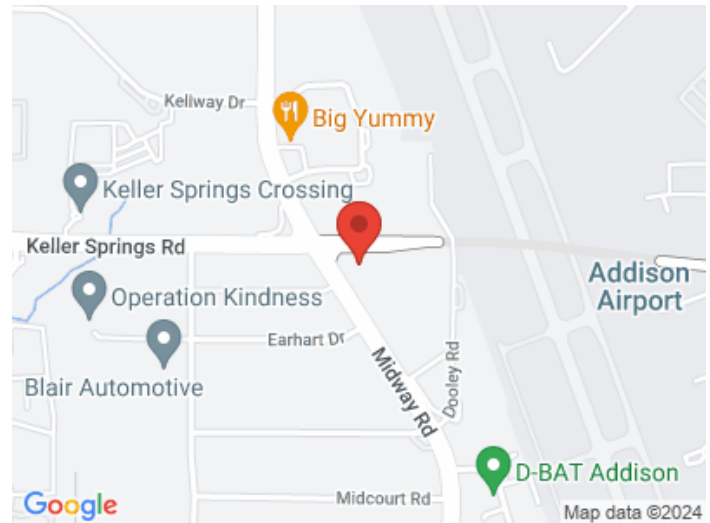 Kellway Dr
Big Yummy
Keller Springs Crossing
Keller Springs Rd
Addison
Airport
Operation Kindness
Earhart Dr
Blair Automotive
Midway Rd
Dooley Rd
D-BAT Addison
Midcourt Rd
Google
Map data ©2024